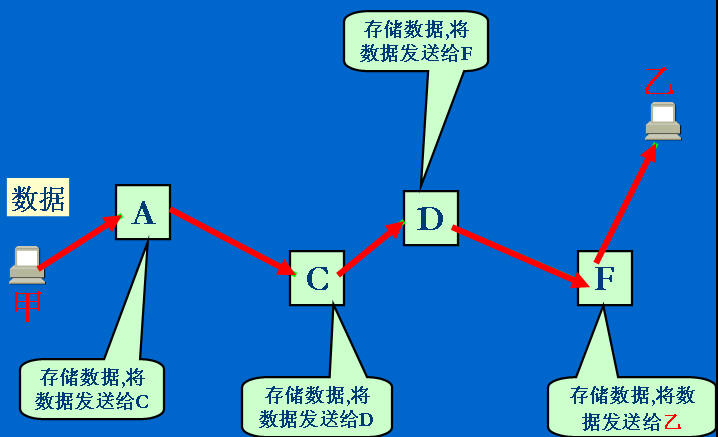 存储数据,将
数据发送给F
乙
数据
A
D
C
F
甲
存储数据,将
数据发送给C
存储数据,将
数据发送给D
存储数据,将数
据发送给乙